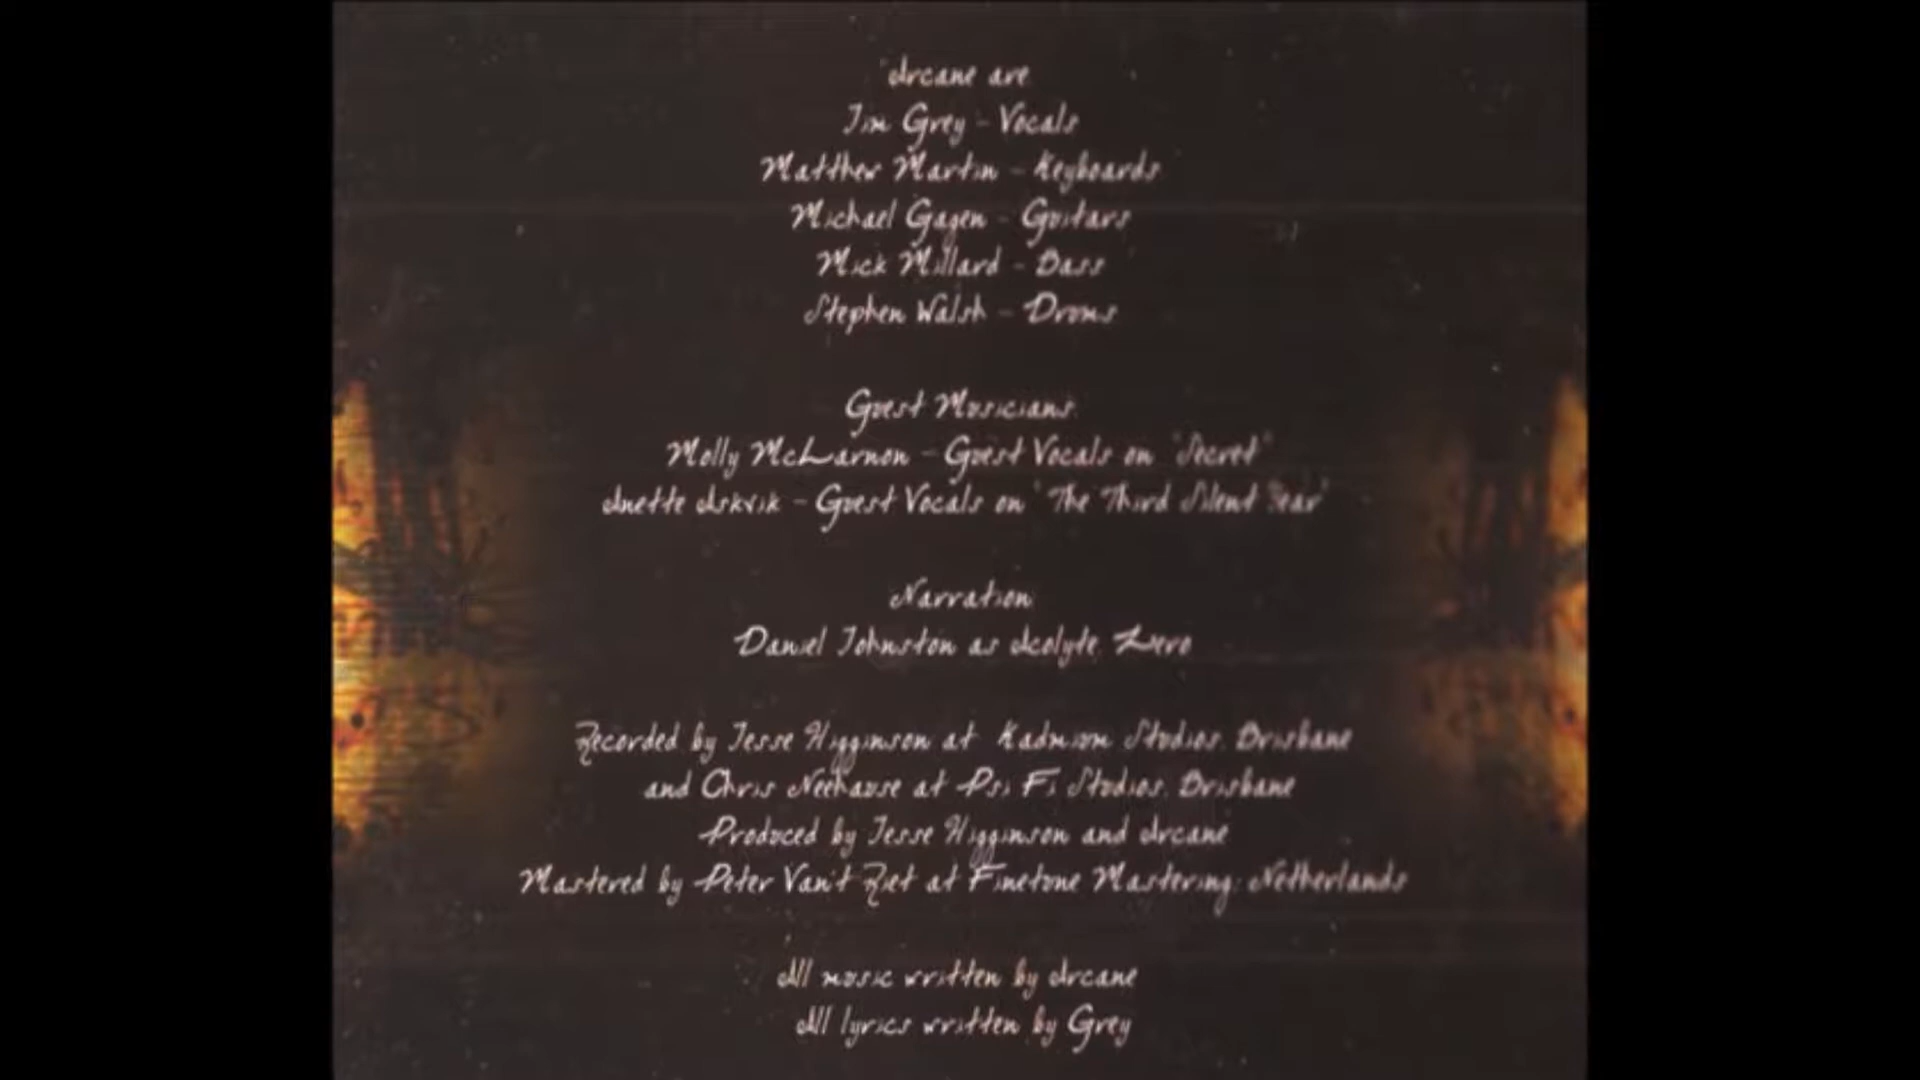 Arcane are
Jim Grey - Vocals
Matthew Martin - Keyboards
Michael Gagen - Guitars
Mick Millard - Bass
Stephen Walsh - Drums
Guest Musicians
Molly McLarnon - Guest Vocals on "Secret"
Anette Askvik - Guest Vocals on "The Third Silent Year"
Narration
Daniel Johnston as Acolyte Zero
Recorded by Jesse Higginson at Kadmion Studios, Brisbane
and Chris Neehause at Psi Fi Studios, Brisbane
Produced by Jesse Higginson and Arcane
Mastered by Peter Van't Riet at Finetone Mastering, Netherlands
All music written by Arcane
All lyrics written by Grey